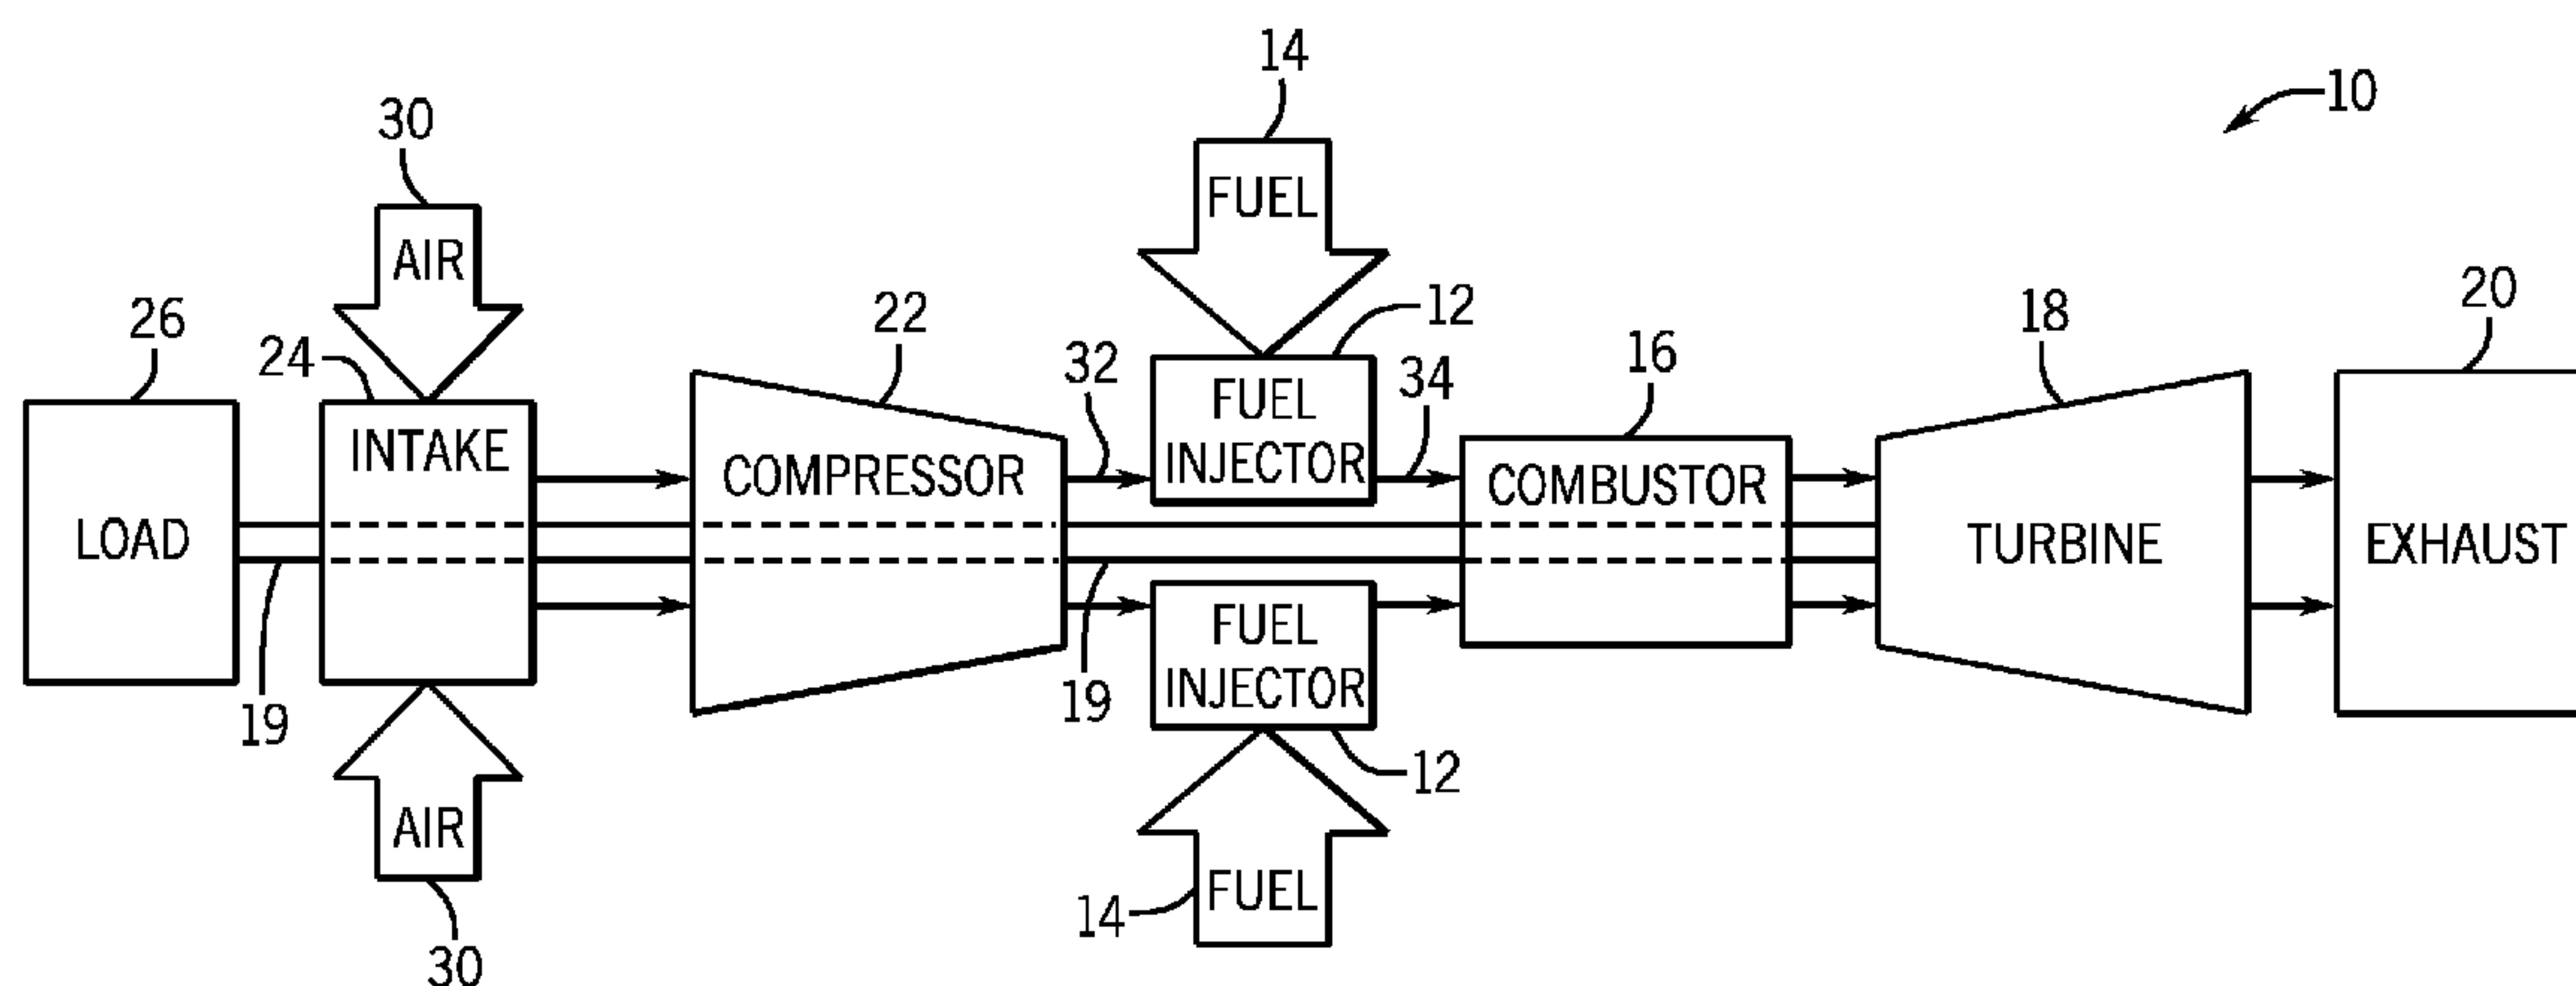 14
10
30
FUEL
AIR
20
26
22
12
18
24
32
34
16
FUEL
INJECTOR
INTAKE
COMPRESSOR
COMBUSTOR
LOAD
TURBINE
EXHAUST
FUEL
INJECTOR
19
19
12
AIR
FUEL
14
30